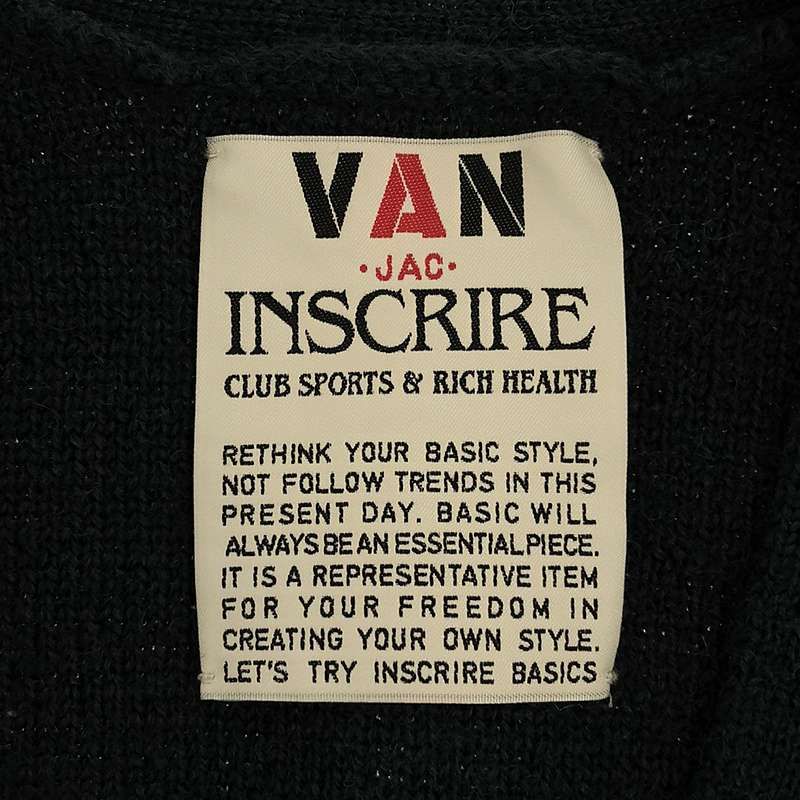 VAN
·JAC·
INSCRIRE
CLUB SPORTS & RICH HEALTH
RETHINK YOUR BASIC STYLE,
NOT FOLLOW TRENDS IN THIS
PRESENT DAY. BASIC WILL
ALWAYS BE AN ESSENTIAL PIECE.
IT IS A REPRESENTATIVE ITEM
FOR YOUR FREEDOM IN
CREATING YOUR OWN STYLE.
LET'S TRY INSCRIRE BASICS